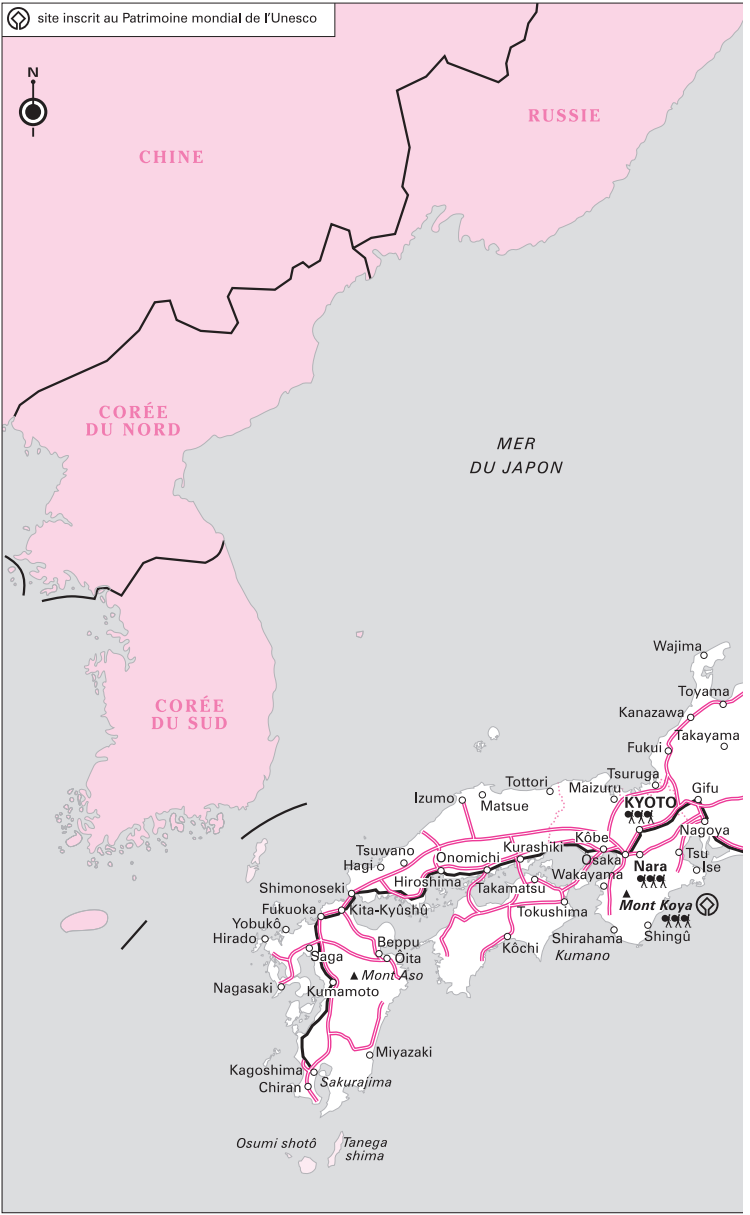 site inscrit au Patrimoine mondial de l'Unesco
N
CHINE
RUSSIE
CORÉE
DU NORD
MER
DU JAPON
CORÉE
DU SUD
Wajima
Toyama
Kanazawa
Takayama
Fukui
Tsuruga
Tottori
Maizuru
Gifu
Izumo
Matsue
KYOTO
Kôbe
Nagoya
Tsuwano
Kurashiki
Hagi
Onomichi
Osaka
Nara
Tsu
Ise
Hiroshima
Takamatsu
Wakayama
Shimonoseki
Mont Koya
Fukuoka
Kita-Kyûshû
Tokushima
Yobukô
Hirado
Beppu
Ôita
Kôchi
Shirahama
Shingû
Kumano
Saga
Mont Aso
Nagasaki
Kumamoto
Miyazaki
Kagoshima
Sakurajima
Chiran
Osumi shotô
Tanega
shima